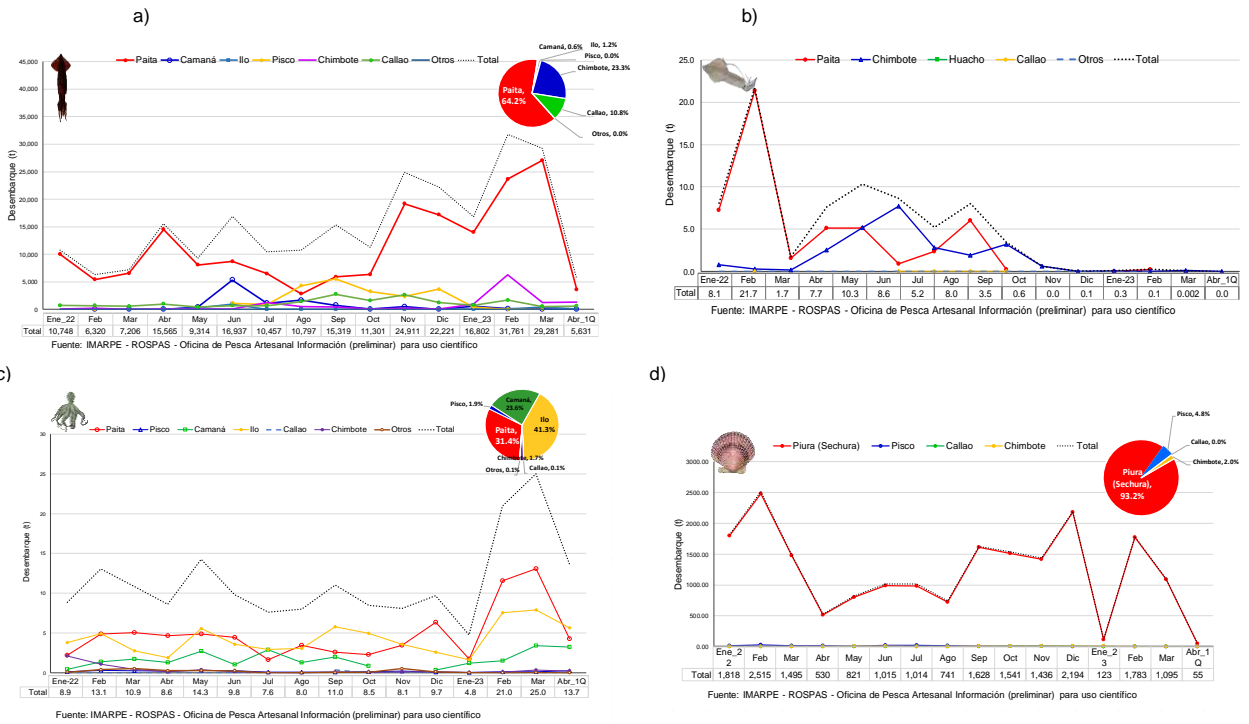 a)
Paita Camaná Ilo Pisco Chimbote Callao Otros Total
Camaná, 0.6%
Ilo, 1.2%
Pisco, 0.0%
Chimbote, 23.3%
Paita, 64.2%
Callao, 10.8%
Otros, 0.0%
Desembarque (t)
45,000
40,000
35,000
30,000
25,000
20,000
15,000
10,000
5,000
0
Ene_22 Feb Mar Abr May Jun Jul Ago Sep Oct Nov Dic Ene_23 Feb Mar Abr_1Q
Total 10,748 6,320 7,206 15,565 9,314 16,937 10,457 10,797 15,319 11,301 24,911 22,221 16,802 31,761 29,281 5,631
Fuente: IMARPE - ROSPAS - Oficina de Pesca Artesanal Información (preliminar) para uso científico
b)
Paita Chimbote Huacho Callao Otros Total
Desembarque (t)
25.0
20.0
15.0
10.0
5.0
0.0
Ene-22 Feb Mar Abr May Jun Jul Ago Sep Oct Nov Dic Ene-23 Feb Mar Abr_1Q
Total 8.1 21.7 1.7 7.7 10.3 8.6 5.2 8.0 3.5 0.6 0.0 0.1 0.3 0.1 0.002 0.0
Fuente: IMARPE - ROSPAS - Oficina de Pesca Artesanal Información (preliminar) para uso científico
c)
Paita Pisco Camaná Ilo Callao Chimbote Otros Total
Pisco, 1.9%
Camaná, 23.6%
Ilo 41.3%
Paita, 31.4%
Chimbote, 1.7%
Otros, 0.1%
Callao, 0.1%
Desembarque (t)
30
25
20
15
10
5
0
Ene-22 Feb Mar Abr May Jun Jul Ago Sep Oct Nov Dic Ene-23 Feb Mar Abr_1Q
Total 8.9 13.1 10.9 8.6 14.3 9.8 7.6 8.0 11.0 8.5 8.1 9.7 4.8 21.0 25.0 13.7
Fuente: IMARPE - ROSPAS - Oficina de Pesca Artesanal Información (preliminar) para uso científico
d)
Piura (Sechura) Pisco Callao Chimbote Total
Pisco, 4.8%
Callao, 0.0%
Chimbote, 2.0%
Piura (Sechura), 93.2%
Desembarque (t)
3000.00
2500.00
2000.00
1500.00
1000.00
500.00
0.00
Ene_22 Feb Mar Abr May Jun Jul Ago Sep Oct Nov Dic Ene_23 Feb Mar Abr_1Q
Total 1,818 2,515 1,495 530 821 1,015 1,014 741 1,628 1,541 1,436 2,194 123 1,783 1,095 55
Fuente: IMARPE - ROSPAS - Oficina de Pesca Artesanal Información (preliminar) para uso científico